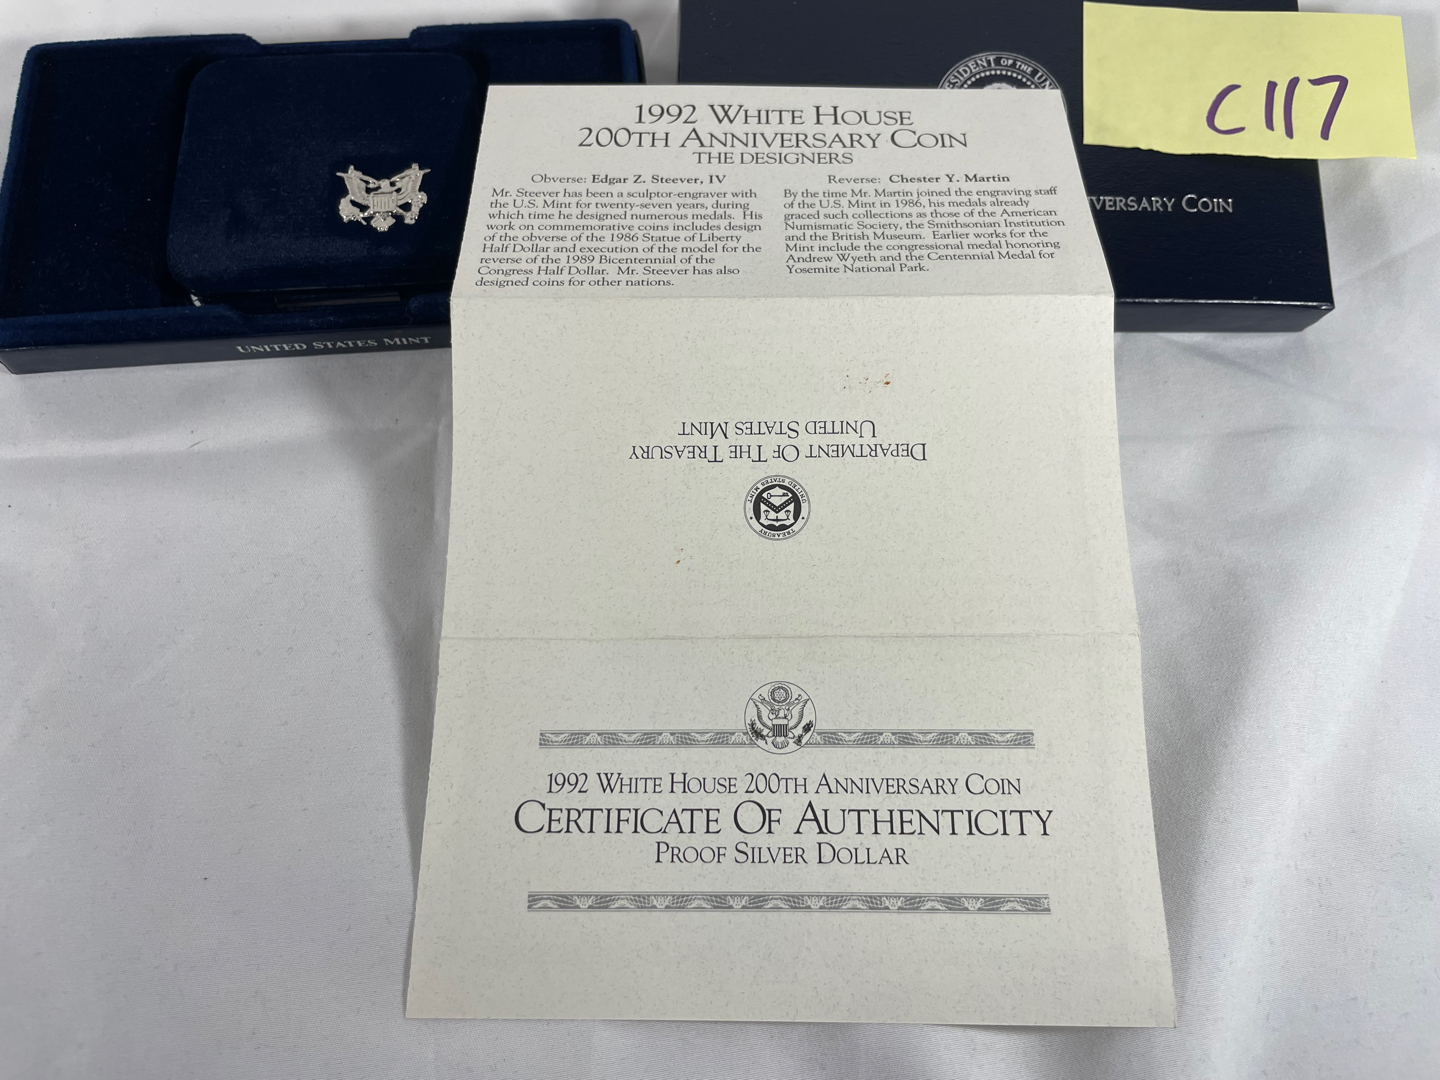 C117
VERSARY COIN
UNITED STATES MINT
1992 WHITE HOUSE
200TH ANNIVERSARY COIN
THE DESIGNERS
Obverse: Edgar Z. Steever, IV
Mr. Steever has been a sculptor-engraver with
the U.S. Mint for twenty-seven years, during
which time he designed numerous medals. His
work on commemorative coins includes design
of the obverse of the 1986 Statue of Liberty
Half Dollar and execution of the model for the
reverse of the 1989 Bicentennial of the
Congress Half Dollar. Mr. Steever has also
designed coins for other nations.
Reverse: Chester Y. Martin
By the time Mr. Martin joined the engraving staff
of the U.S. Mint in 1986, his medals already
graced such collections as those of the American
Numismatic Society, the Smithsonian Institution
and the British Museum. Earlier works for the
Mint include the congressional medal honoring
Andrew Wyeth and the Centennial Medal for
Yosemite National Park.
DEPARTMENT OF THE TREASURY
UNITED STATES MINT
1992 WHITE HOUSE 200TH ANNIVERSARY COIN
CERTIFICATE OF AUTHENTICITY
PROOF SILVER DOLLAR